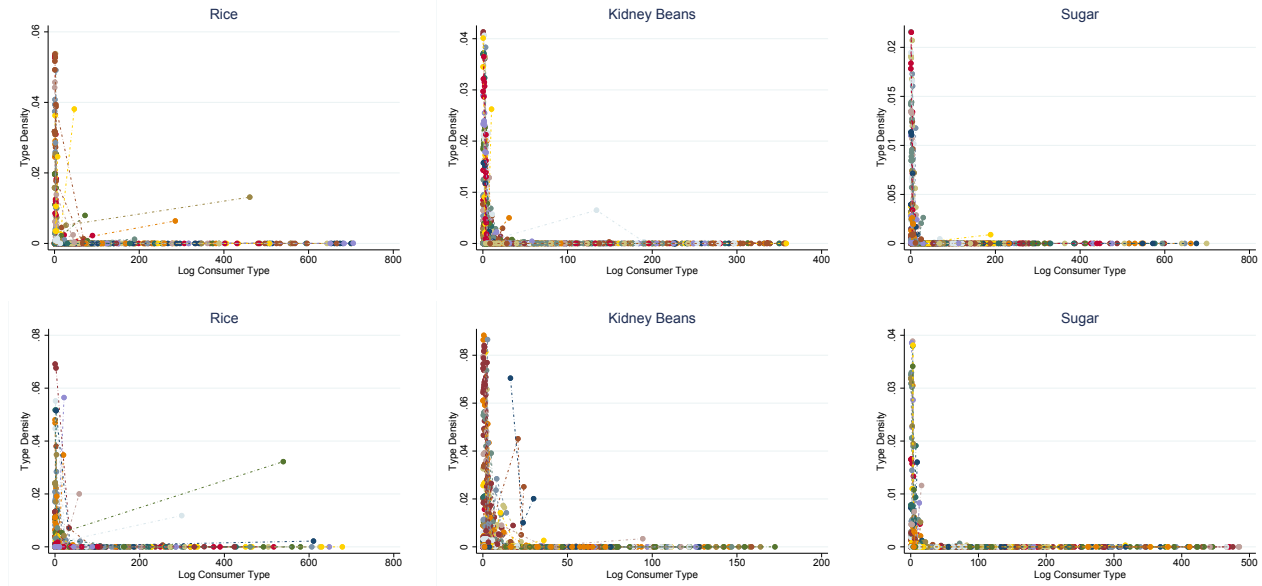 Rice
Type Density
.06
.04
.02
0
0 200 400 600 800
Log Consumer Type
Kidney Beans
Type Density
.04
.03
.02
.01
0
0 100 200 300 400
Log Consumer Type
Sugar
Type Density
.02
.015
.01
.005
0
0 200 400 600 800
Log Consumer Type
Rice
Type Density
.08
.06
.04
.02
0
0 200 400 600 800
Log Consumer Type
Kidney Beans
Type Density
.08
.06
.04
.02
0
0 50 100 150 200
Log Consumer Type
Sugar
Type Density
.04
.03
.02
.01
0
0 100 200 300 400 500
Log Consumer Type